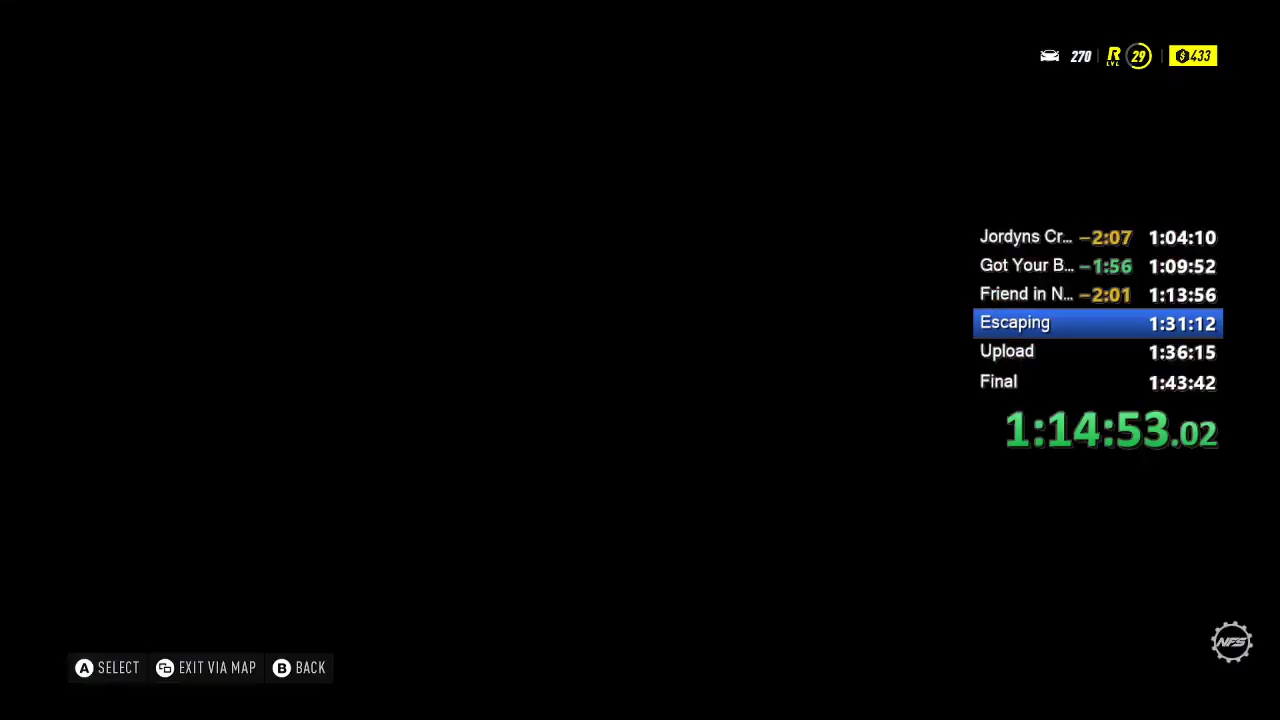 270 R LVL 29 433
Jordyns Cr... −2:07 1:04:10
Got Your B... −1:56 1:09:52
Friend in N... −2:01 1:13:56
Escaping 1:31:12
Upload 1:36:15
Final 1:43:42
1:14:53.02
NFS
A SELECT EXIT VIA MAP B BACK